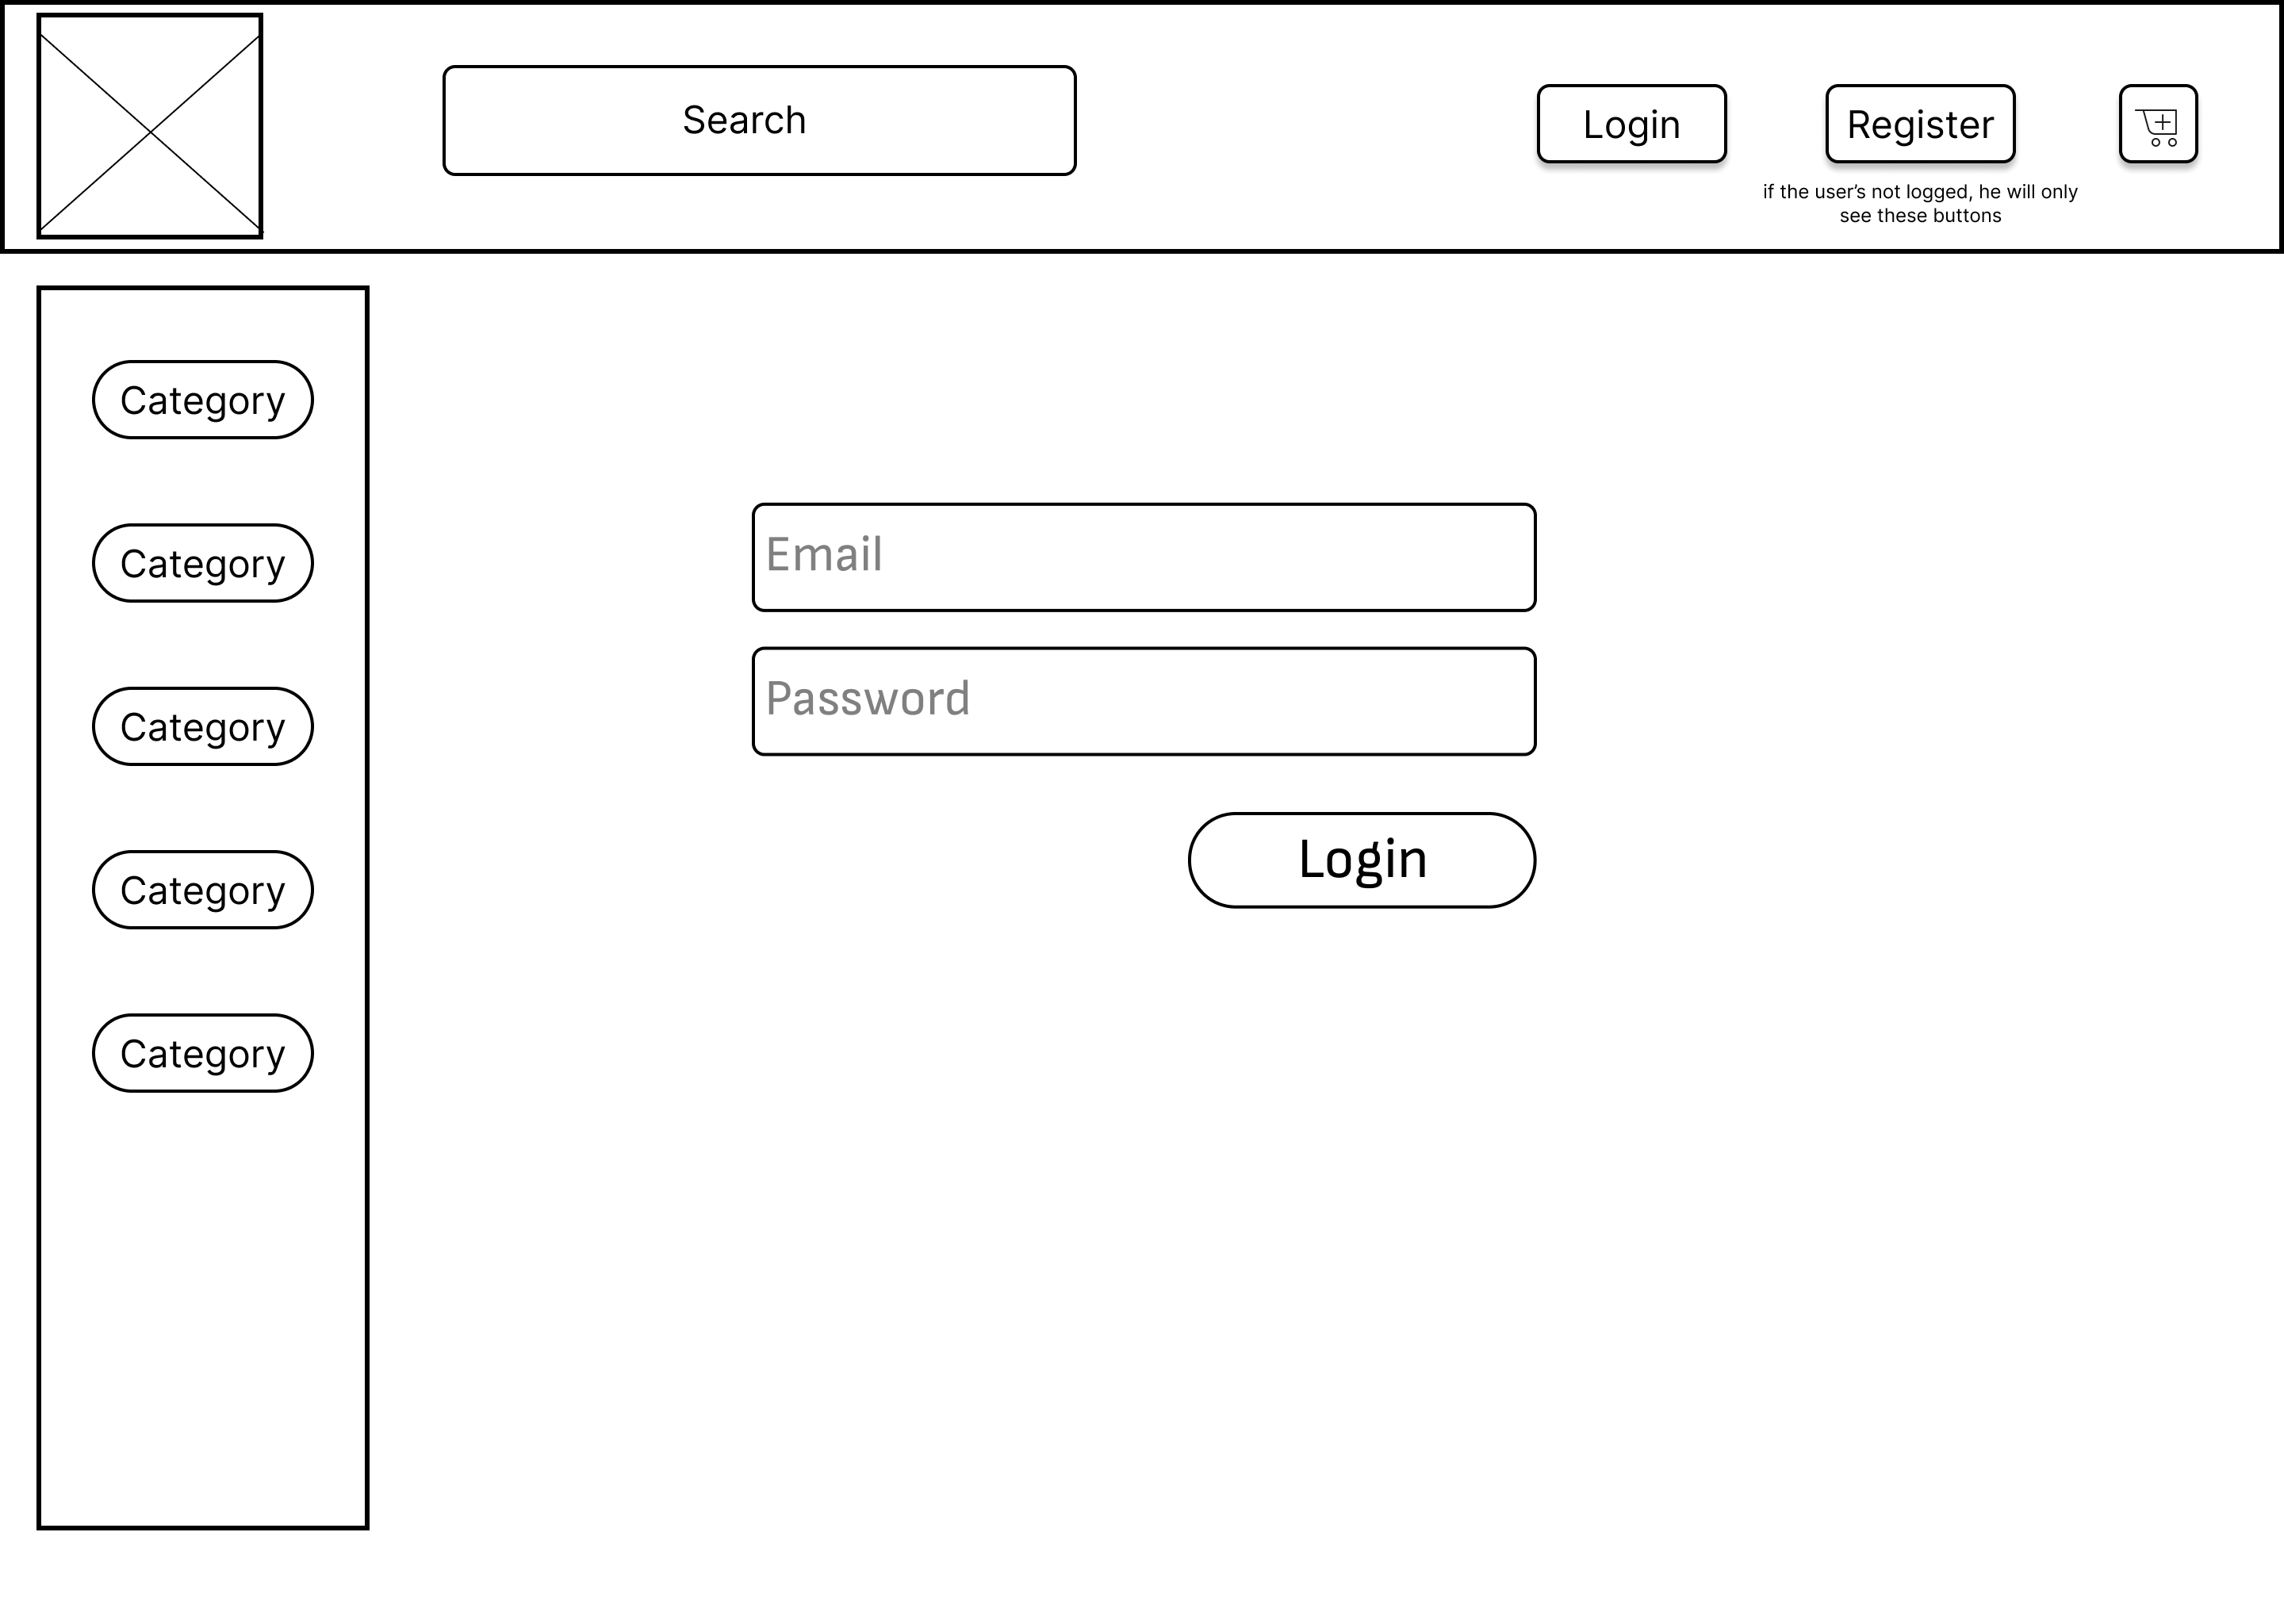 Search
Login
Register
if the user’s not logged, he will only
see these buttons
Category
Category
Category
Category
Category
Email
Password
Login